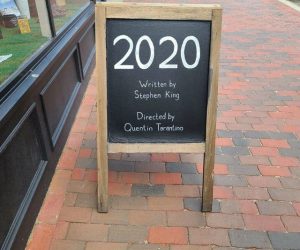 2020
Written by
Stephen King
Directed by
Quentin Tarantino